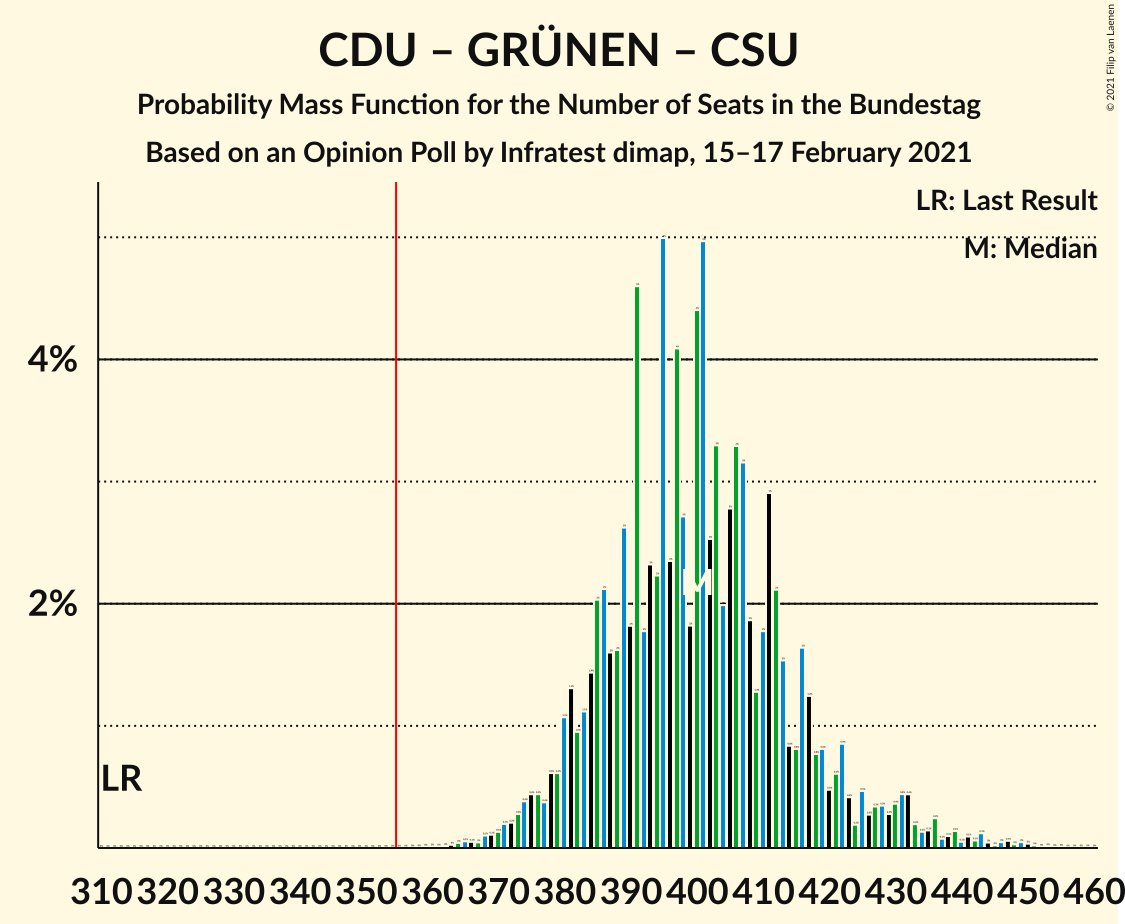 CDU – GRÜNEN – CSU
Probability Mass Function for the Number of Seats in the Bundestag
Based on an Opinion Poll by Infratest dimap, 15–17 February 2021
© 2021 Filip van Laenen
LR: Last Result
M: Median
4%
2%
M
LR
310 320 330 340 350 360 370 380 390 400 410 420 430 440 450 460